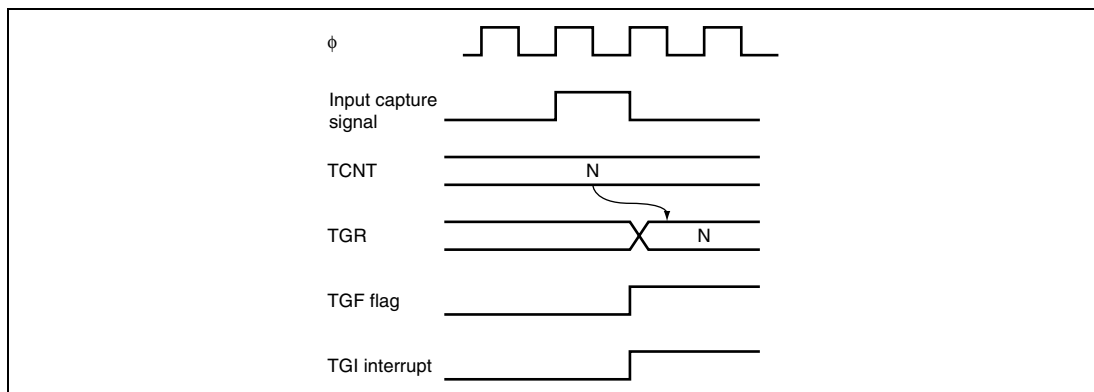 ϕ
Input capture
signal
TCNT
N
TGR
N
TGF flag
TGI interrupt